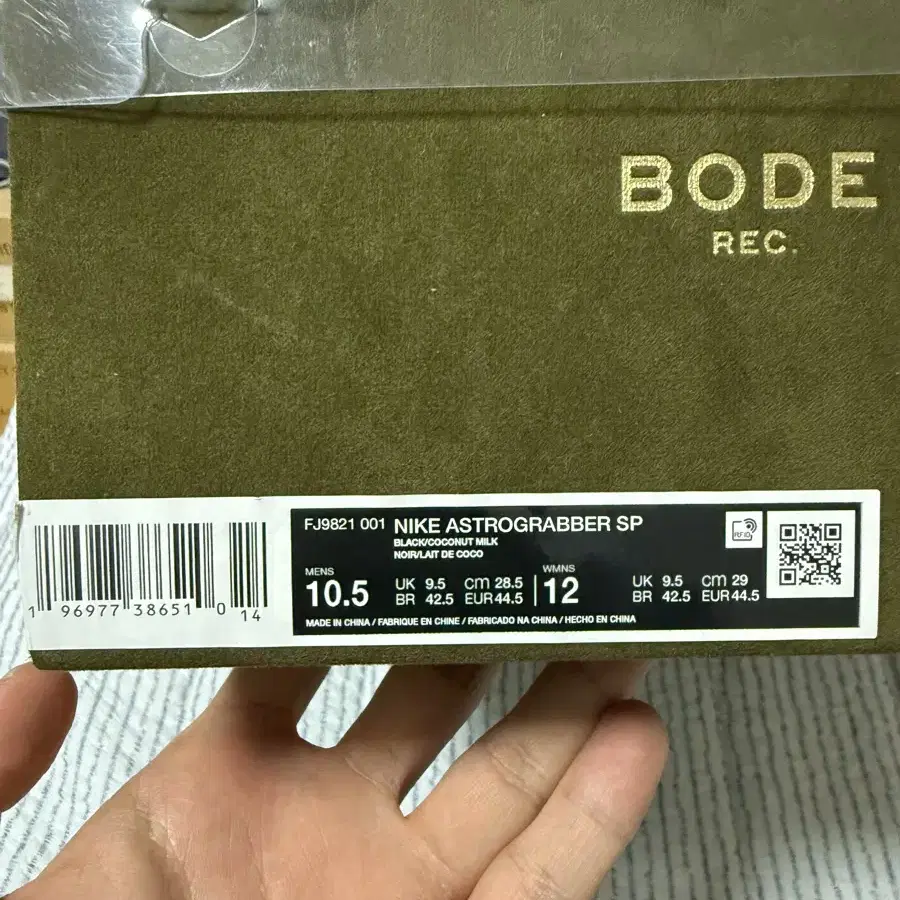 BODE
REC.
FJ9821 001 NIKE ASTROGRABBER SP
BLACK/COCONUT MILK
NOIR/LAIT DE COCO
RFID
MENS
10.5
UK 9.5 CM 28.5
BR 42.5 EUR 44.5
WMNS
12
UK 9.5 CM 29
BR 42.5 EUR 44.5
MADE IN CHINA / FABRIQUE EN CHINE / FABRICADO NA CHINA / HECHO EN CHINA
1 96977 38651 0 14